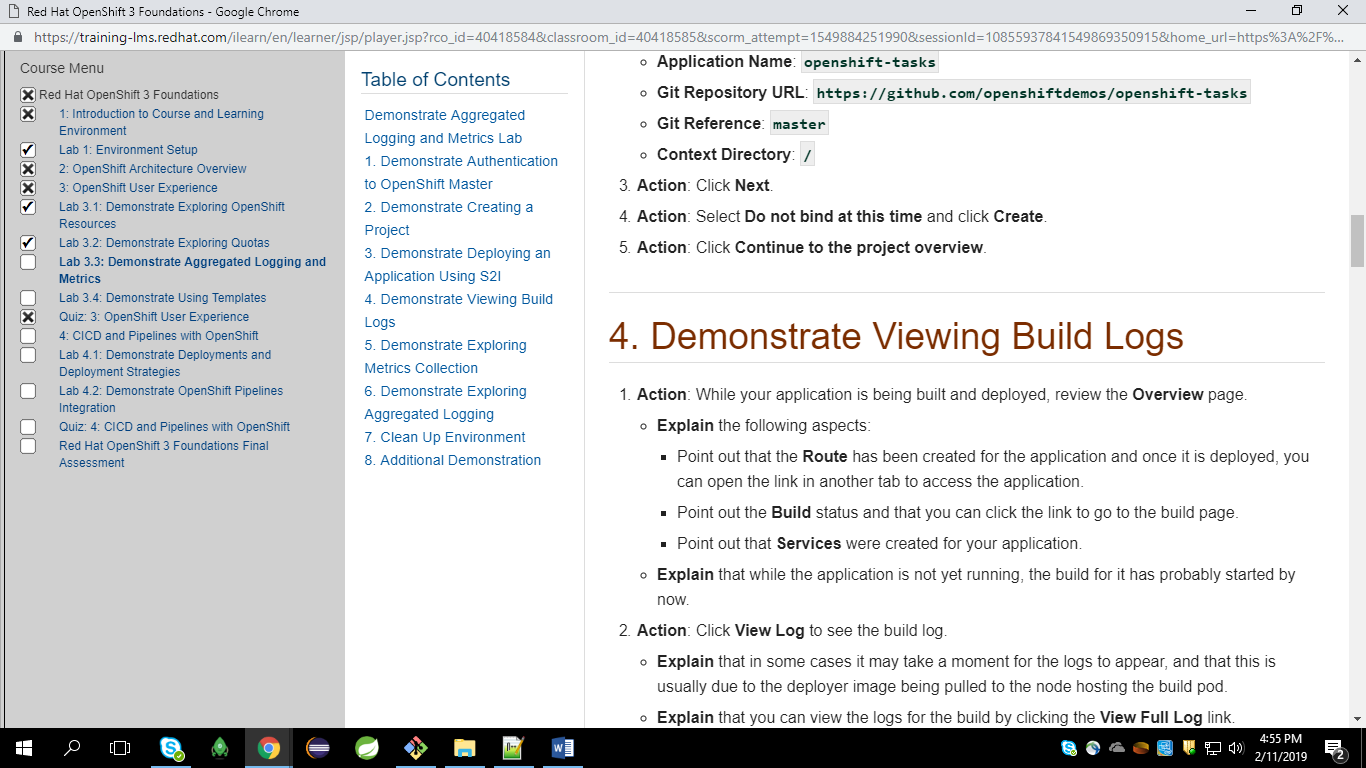 Red Hat OpenShift 3 Foundations - Google Chrome
https://training-lms.redhat.com/ilearn/en/learner/jsp/player.jsp?rco_id=40418584&classroom_id=40418585&scorm_attempt=1549884251990&sessionId=10855937841549869350915&home_url=https%3A%2F%...
Course Menu
Red Hat OpenShift 3 Foundations
1: Introduction to Course and Learning
Environment
Lab 1: Environment Setup
2: OpenShift Architecture Overview
3: OpenShift User Experience
Lab 3.1: Demonstrate Exploring OpenShift
Resources
Lab 3.2: Demonstrate Exploring Quotas
Lab 3.3: Demonstrate Aggregated Logging and
Metrics
Lab 3.4: Demonstrate Using Templates
Quiz: 3: OpenShift User Experience
4: CICD and Pipelines with OpenShift
Lab 4.1: Demonstrate Deployments and
Deployment Strategies
Lab 4.2: Demonstrate OpenShift Pipelines
Integration
Quiz: 4: CICD and Pipelines with OpenShift
Red Hat OpenShift 3 Foundations Final
Assessment
Table of Contents
Demonstrate Aggregated
Logging and Metrics Lab
1. Demonstrate Authentication
to OpenShift Master
2. Demonstrate Creating a
Project
3. Demonstrate Deploying an
Application Using S2I
4. Demonstrate Viewing Build
Logs
5. Demonstrate Exploring
Metrics Collection
6. Demonstrate Exploring
Aggregated Logging
7. Clean Up Environment
8. Additional Demonstration
Application Name: openshift-tasks
Git Repository URL: https://github.com/openshiftdemos/openshift-tasks
Git Reference: master
Context Directory: /
3. Action: Click Next.
4. Action: Select Do not bind at this time and click Create.
5. Action: Click Continue to the project overview.
4. Demonstrate Viewing Build Logs
1. Action: While your application is being built and deployed, review the Overview page.
Explain the following aspects:
Point out that the Route has been created for the application and once it is deployed, you
can open the link in another tab to access the application.
Point out the Build status and that you can click the link to go to the build page.
Point out that Services were created for your application.
Explain that while the application is not yet running, the build for it has probably started by
now.
2. Action: Click View Log to see the build log.
Explain that in some cases it may take a moment for the logs to appear, and that this is
usually due to the deployer image being pulled to the node hosting the build pod.
Explain that you can view the logs for the build by clicking the View Full Log link.
4:55 PM
2/11/2019
2